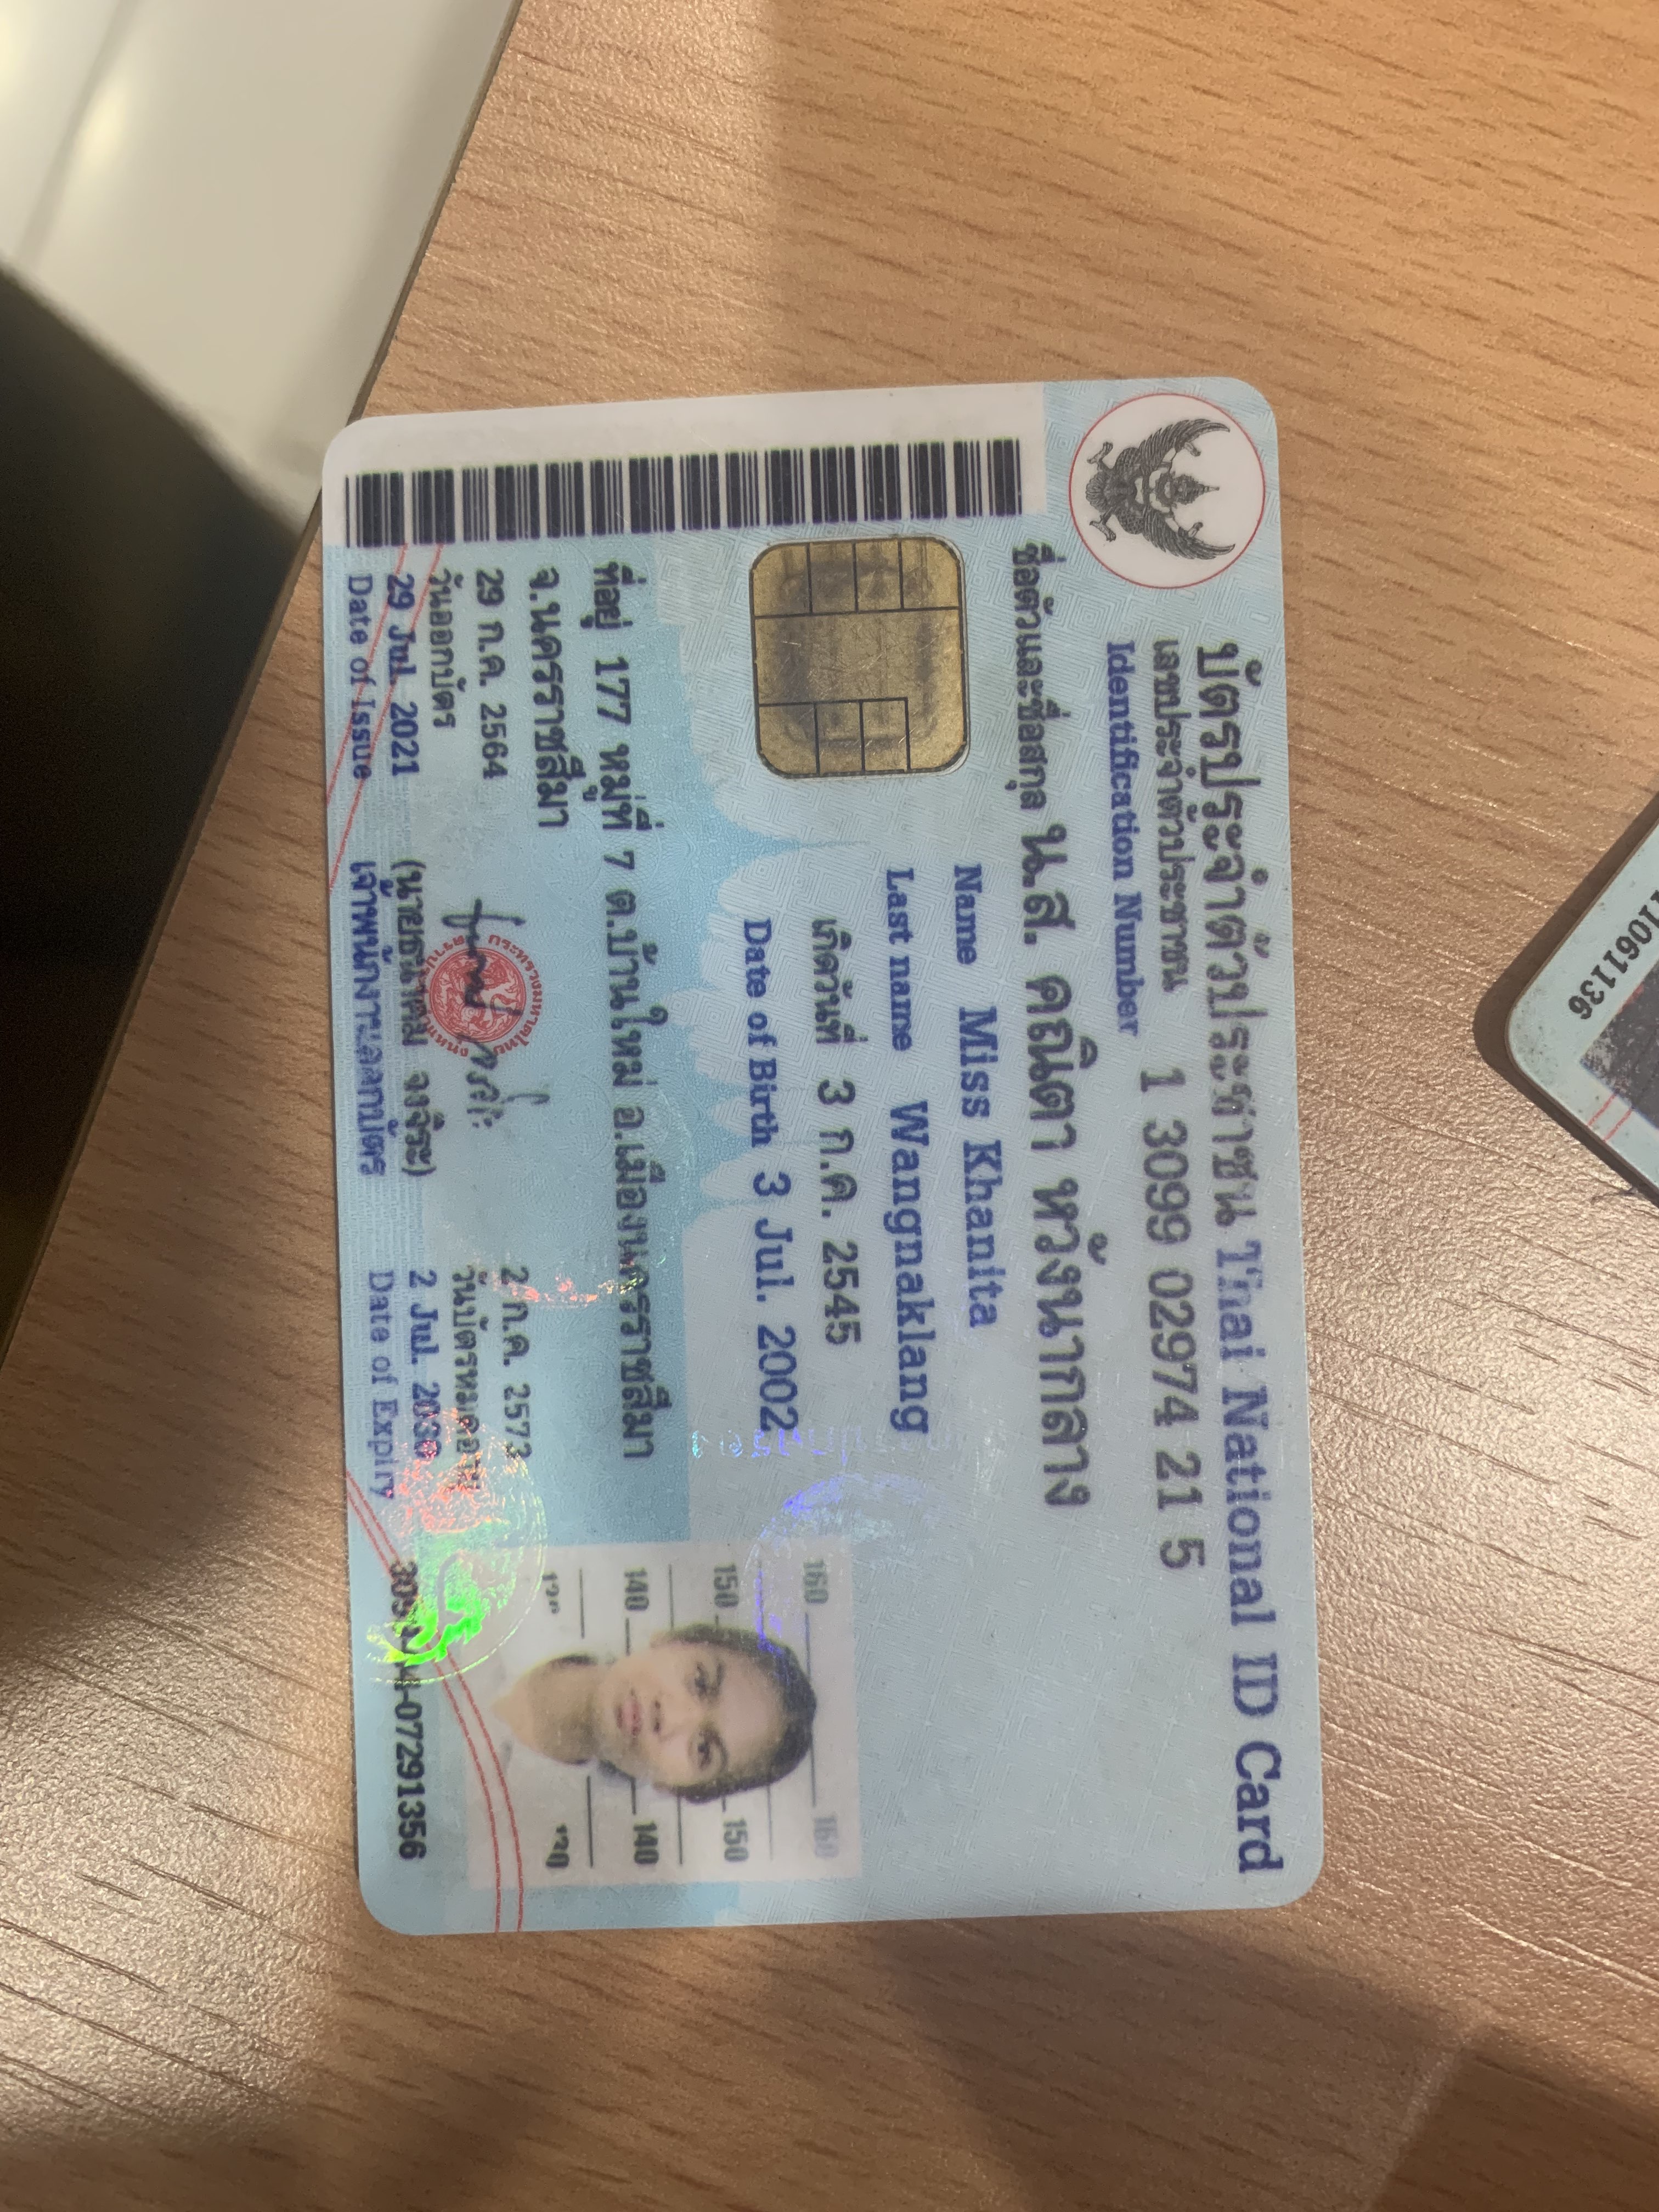 บัตรประจำตัวประชาชน Thai National ID Card
เลขประจำตัวประชาชน 1 3099 02974 21 5
Identification Number
ชื่อตัวและชื่อสกุล น.ส. คณิตา หวังนากลาง
Name Miss Khanita
Last name Wangnaklang
เกิดวันที่ 3 ก.ค. 2545
Date of Birth 3 Jul. 2002
ที่อยู่ 177 หมู่ที่ 7 ต.บ้านใหม่ อ.เมืองนครราชสีมา
จ.นครราชสีมา
29 ก.ค. 2564
วันออกบัตร
29 Jul. 2021
Date of Issue
กระทรวงมหาดไทย
เจ้าพนักงานออกบัตร
2 ก.ค. 2573
วันบัตรหมดอายุ
2 Jul. 2030
Date of Expiry
160 160
150 150
140 140
-07291356
11061136